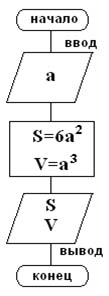 начало
ввод
a
S=6a²
V=a³
S
V
вывод
конец